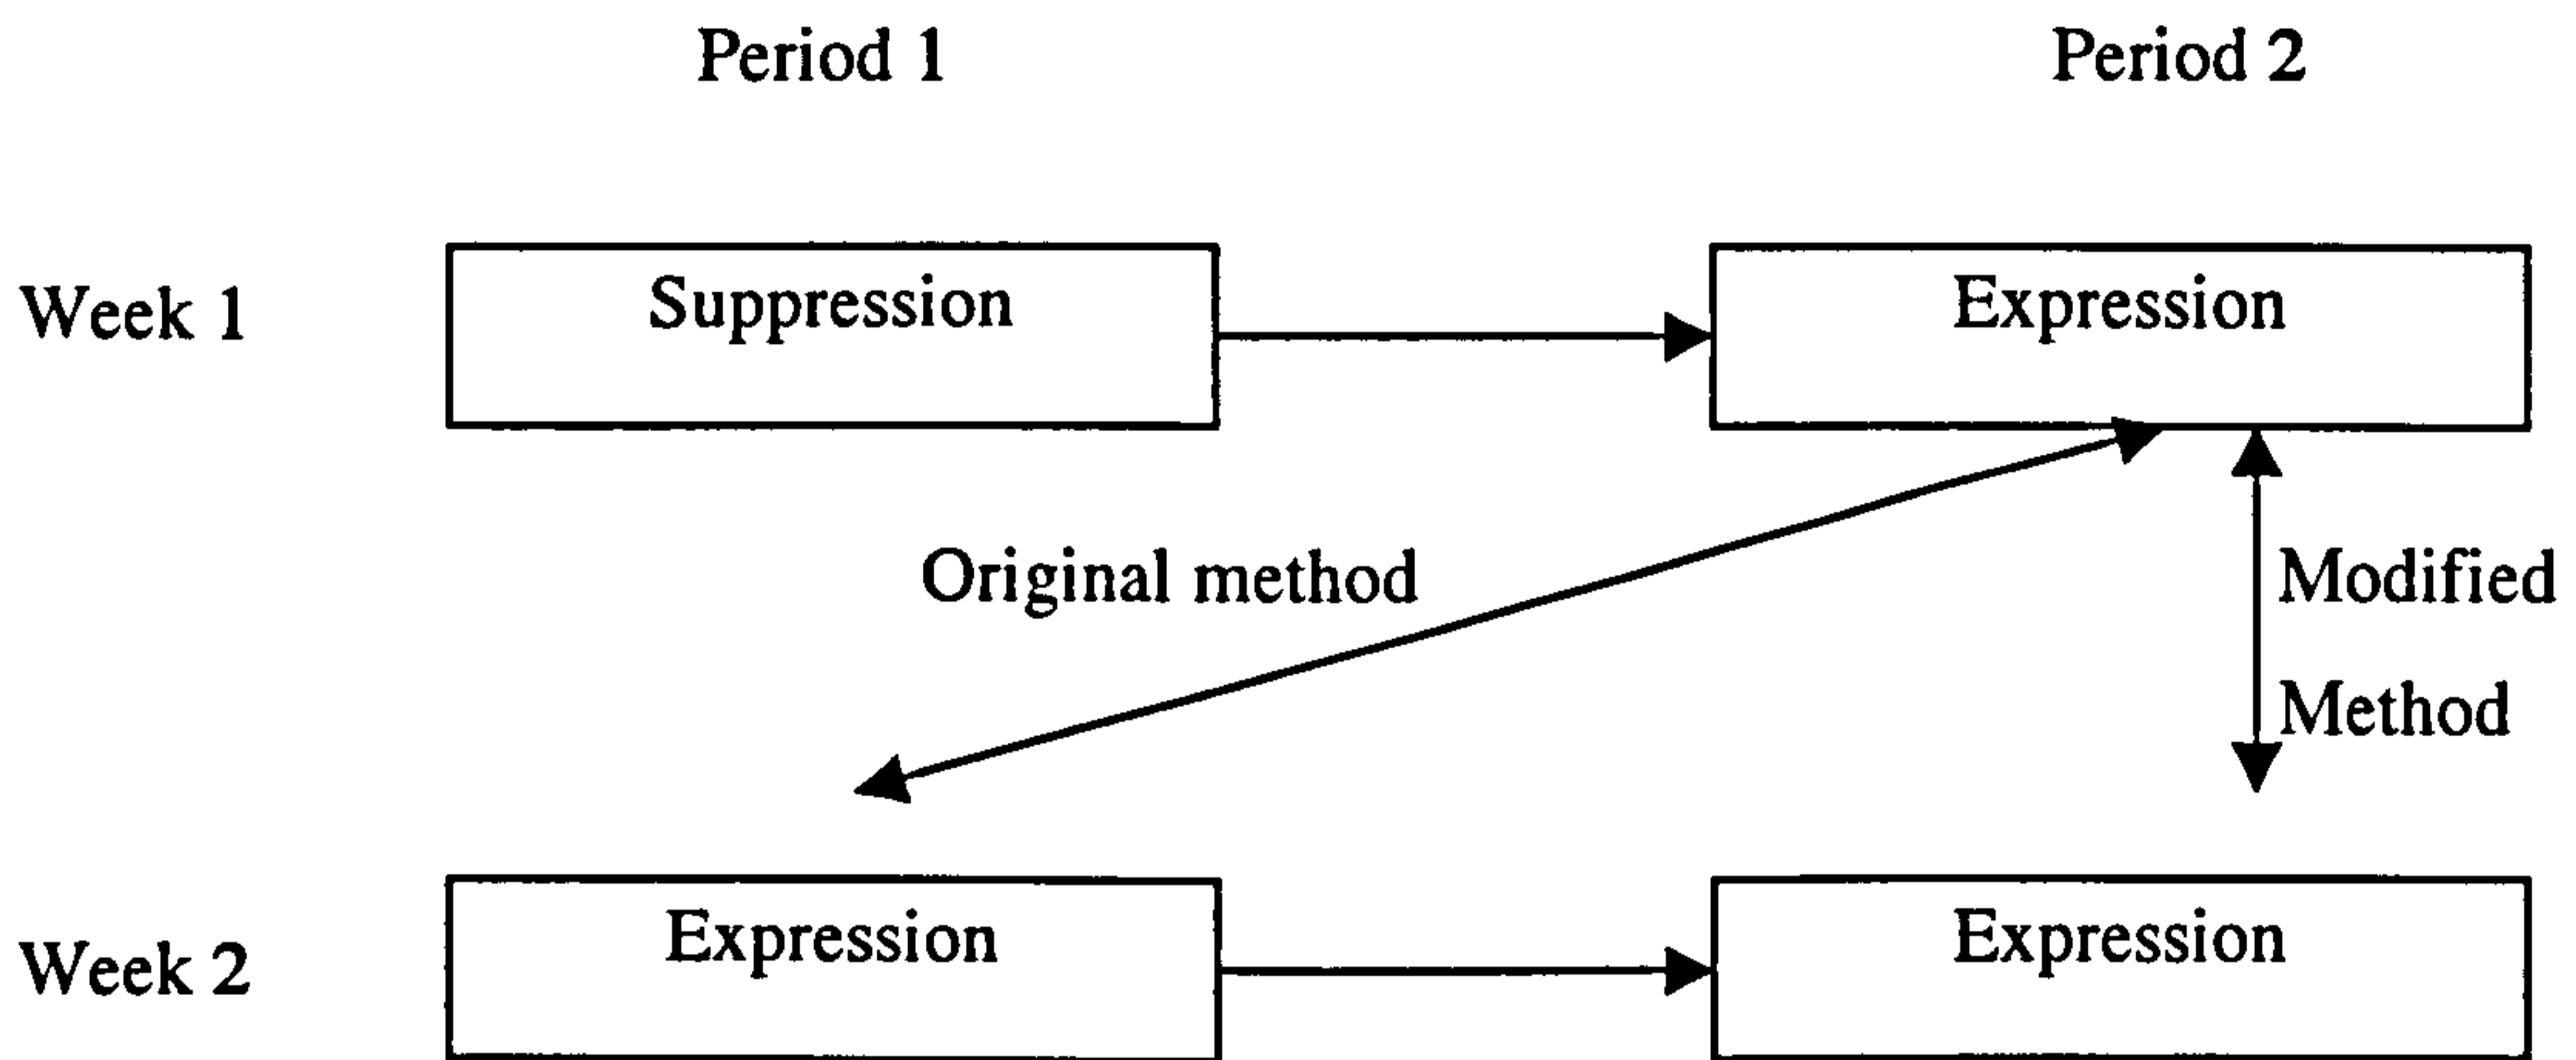 Period 1 Period 2
Week 1 Suppression Expression
Original method Modified
Method
Week 2 Expression Expression